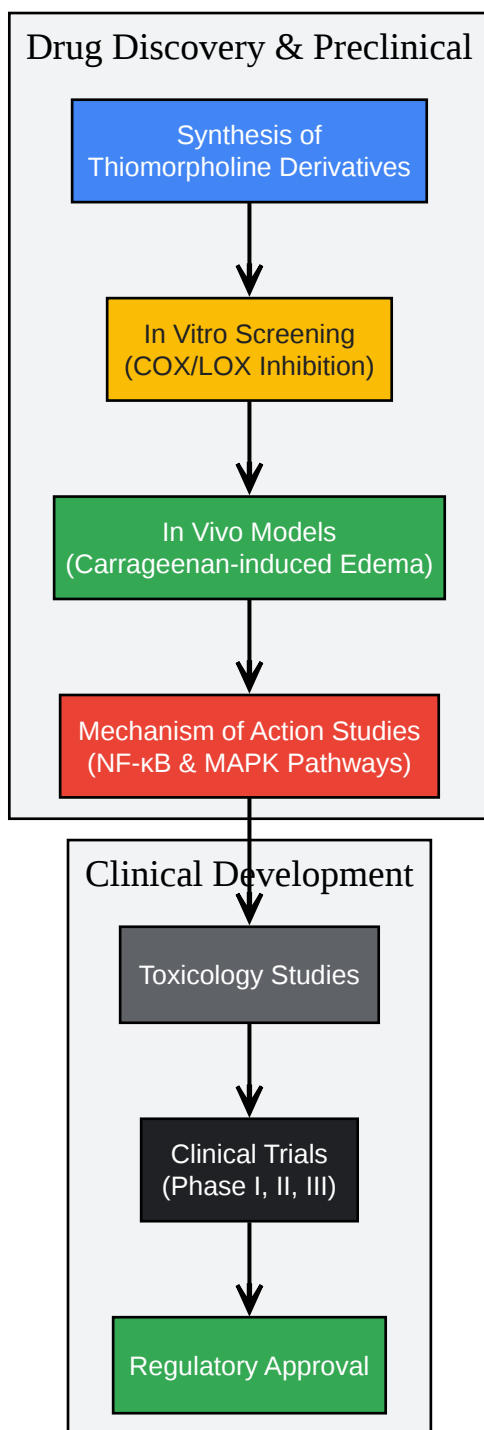 Drug Discovery & Preclinical
Synthesis of
Thiomorpholine Derivatives
In Vitro Screening
(COX/LOX Inhibition)
In Vivo Models
(Carrageenan-induced Edema)
Mechanism of Action Studies
(NF-κB & MAPK Pathways)
Clinical Development
Toxicology Studies
Clinical Trials
(Phase I, II, III)
Regulatory Approval